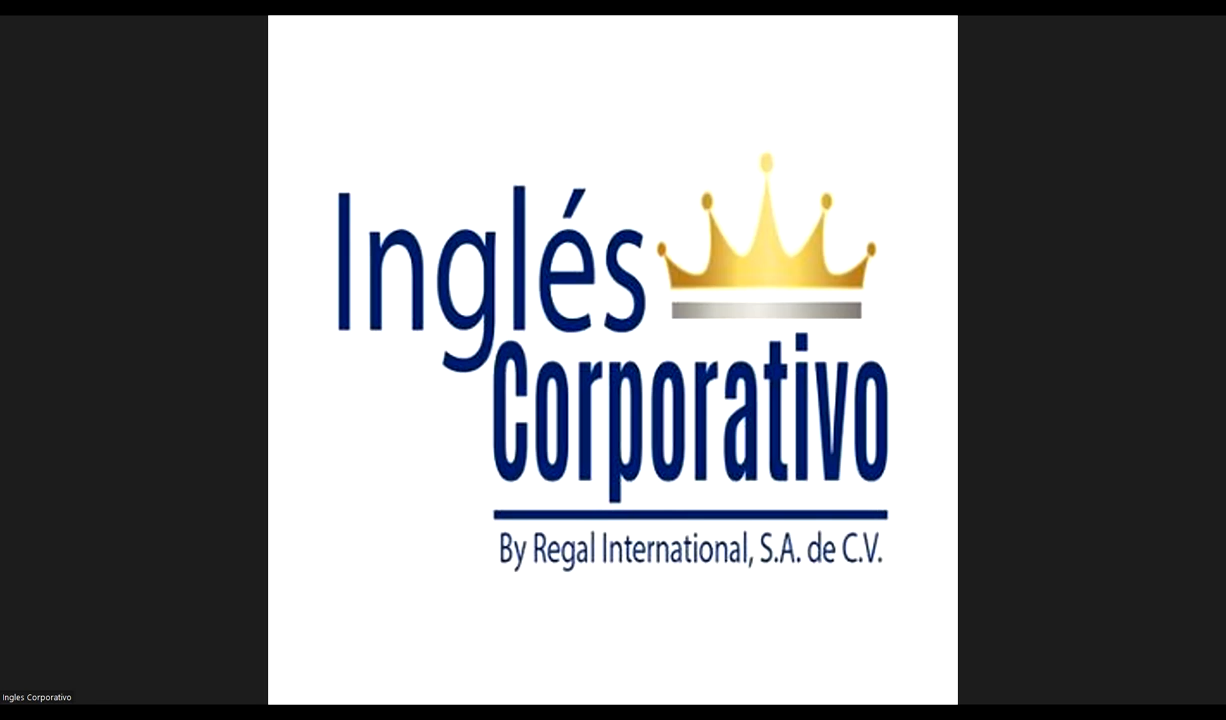 Inglés
Corporativo
By Regal International, S.A. de C.V.
Ingles Corporativo